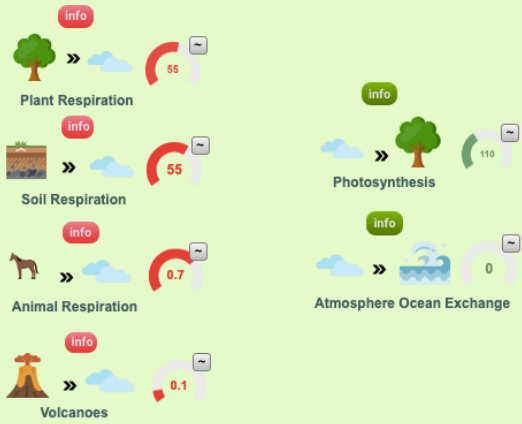 info
~
55
Plant Respiration
info
~
55
Soil Respiration
info
~
0.7
Animal Respiration
info
~
0.1
Volcanoes
info
~
110
Photosynthesis
info
~
0
Atmosphere Ocean Exchange